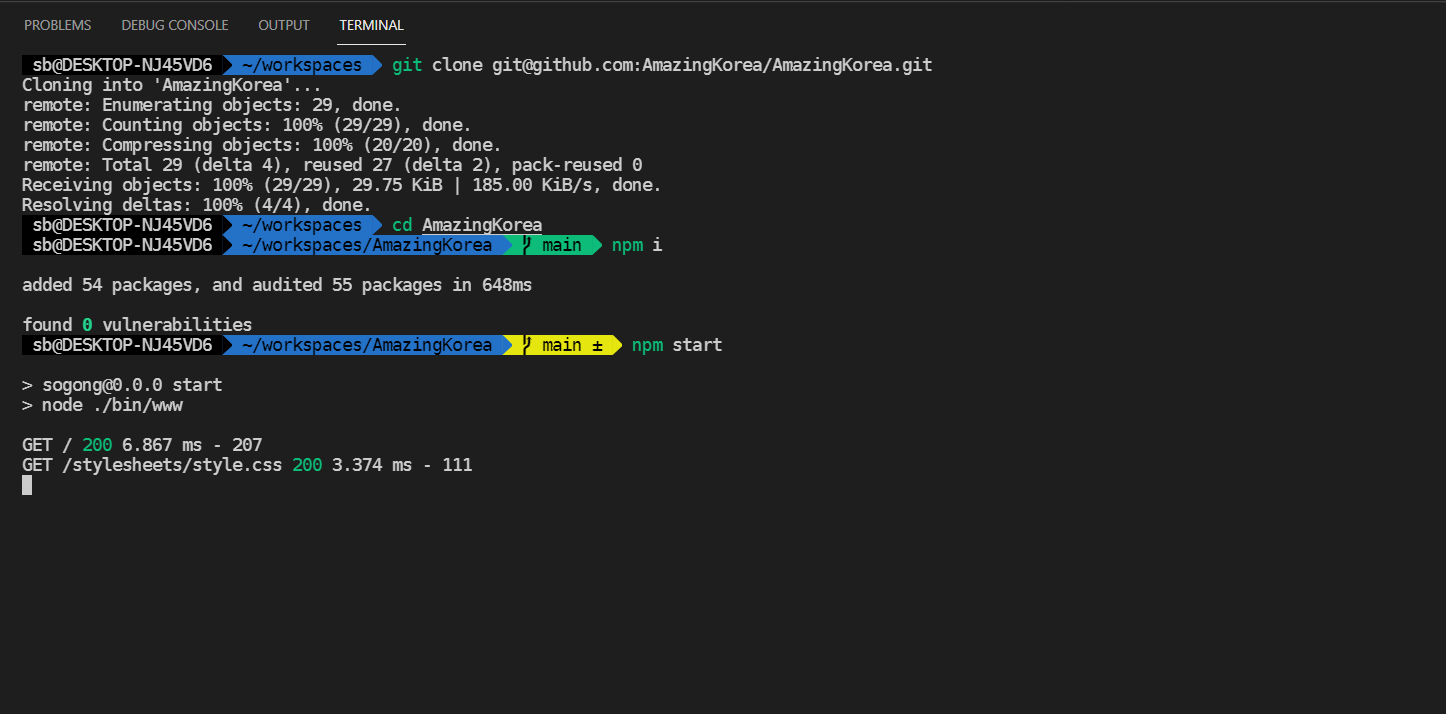 PROBLEMS DEBUG CONSOLE OUTPUT TERMINAL
sb@DESKTOP-NJ45VD6 ~/workspaces git clone git@github.com:AmazingKorea/AmazingKorea.git
Cloning into 'AmazingKorea'...
remote: Enumerating objects: 29, done.
remote: Counting objects: 100% (29/29), done.
remote: Compressing objects: 100% (20/20), done.
remote: Total 29 (delta 4), reused 27 (delta 2), pack-reused 0
Receiving objects: 100% (29/29), 29.75 KiB | 185.00 KiB/s, done.
Resolving deltas: 100% (4/4), done.
sb@DESKTOP-NJ45VD6 ~/workspaces cd AmazingKorea
sb@DESKTOP-NJ45VD6 ~/workspaces/AmazingKorea main npm i
added 54 packages, and audited 55 packages in 648ms
found 0 vulnerabilities
sb@DESKTOP-NJ45VD6 ~/workspaces/AmazingKorea main ± npm start
> sogong@0.0.0 start
> node ./bin/www
GET / 200 6.867 ms - 207
GET /stylesheets/style.css 200 3.374 ms - 111